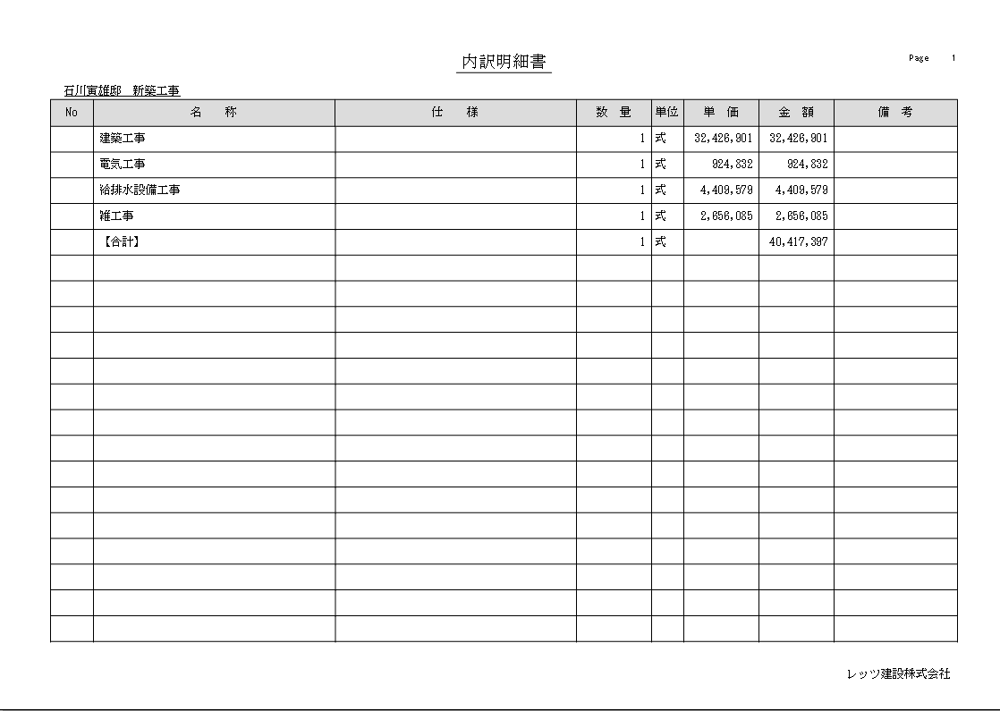 内訳明細書
Page 1
石川寅雄邸 新築工事
No 名 称 仕 様 数 量 単位 単 価 金 額 備 考
建築工事 1 式 32,426,901 32,426,901
電気工事 1 式 924,832 924,832
給排水設備工事 1 式 4,409,579 4,409,579
雑工事 1 式 2,656,085 2,656,085
【合計】 1 式 40,417,397
レッツ建設株式会社